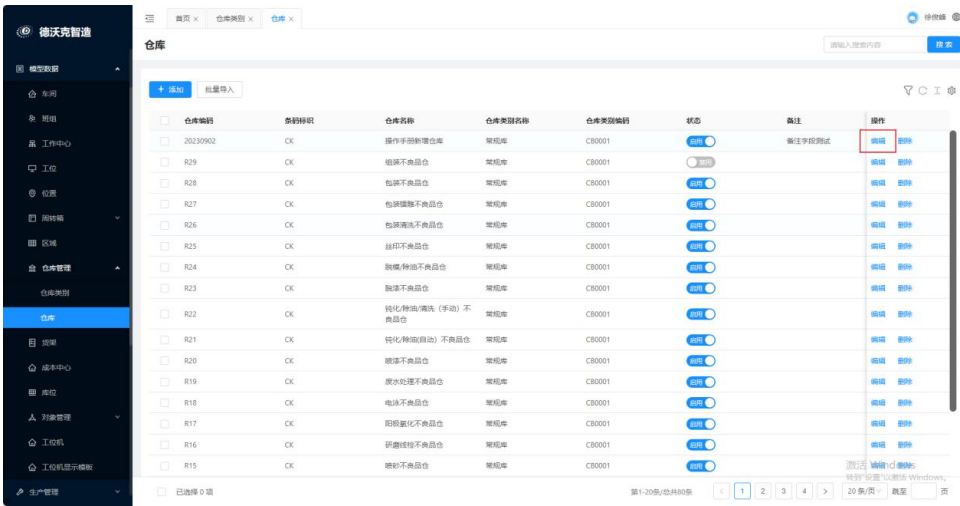 德沃克智造
首页 × 仓库类别 × 仓库 ×
徐俊峰
仓库
请输入搜索内容
搜索
模型数据
车间
班组
工作中心
工位
位置
周转箱
区域
仓库管理
仓库类别
仓库
货架
成本中心
库位
对象管理
工位机
工位机显示模板
生产管理
+ 添加 批量导入
仓库编码 条码标识 仓库名称 仓库类别名称 仓库类别编码 状态 备注 操作
20230902 CK 操作手册新增仓库 常规库 CB0001 启用 备注字段测试 编辑 删除
R29 CK 组装不良品仓 常规库 CB0001 禁用 编辑 删除
R28 CK 包装不良品仓 常规库 CB0001 启用 编辑 删除
R27 CK 包装镭雕不良品仓 常规库 CB0001 启用 编辑 删除
R26 CK 包装清洗不良品仓 常规库 CB0001 启用 编辑 删除
R25 CK 丝印不良品仓 常规库 CB0001 启用 编辑 删除
R24 CK 脱模/除油不良品仓 常规库 CB0001 启用 编辑 删除
R23 CK 脱漆不良品仓 常规库 CB0001 启用 编辑 删除
R22 CK 钝化/除油/清洗（手动）不
良品仓 常规库 CB0001 启用 编辑 删除
R21 CK 钝化/除油(自动）不良品仓 常规库 CB0001 启用 编辑 删除
R20 CK 喷漆不良品仓 常规库 CB0001 启用 编辑 删除
R19 CK 废水处理不良品仓 常规库 CB0001 启用 编辑 删除
R18 CK 电泳不良品仓 常规库 CB0001 启用 编辑 删除
R17 CK 阳极氧化不良品仓 常规库 CB0001 启用 编辑 删除
R16 CK 研磨线检不良品仓 常规库 CB0001 启用 编辑 删除
R15 CK 喷砂不良品仓 常规库 CB0001 启用 编辑 删除
激活 Windows
转到"设置"以激活 Windows。
已选择 0 项
第1-20条/总共80条 < 1 2 3 4 > 20 条/页 跳至 页